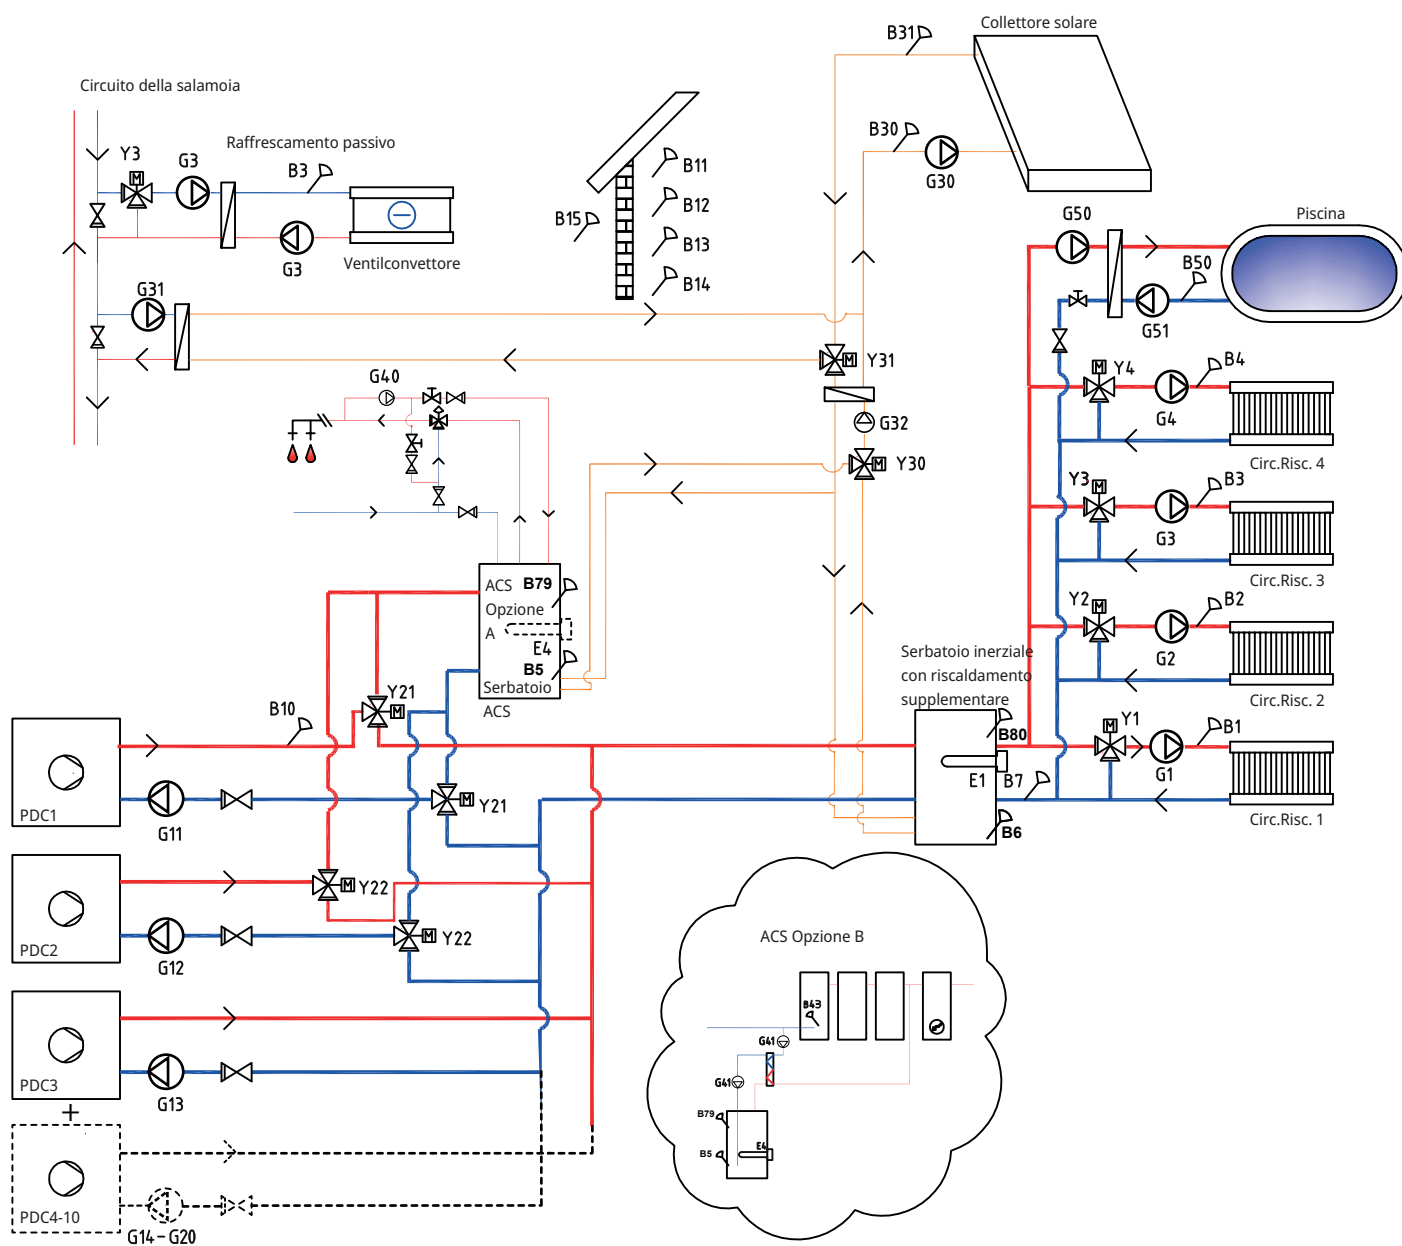 Collettore solare
B31
Circuito della salamoia
B30
G30
Y3
G3
Raffrescamento passivo
B3
M
G3
Ventilconvettore
B11
B12
B13
B14
B15
G50
Piscina
B50
G51
G31
Y31
M
G40
G32
Y30
M
Y4
M
B4
G4
Circ.Risc. 4
Y3
M
B3
G3
Circ.Risc. 3
Y2
M
B2
G2
Circ.Risc. 2
Y1
M
B1
G1
Circ.Risc. 1
ACS B79
Opzione
A
E4
B5
Serbatoio
ACS
Serbatoio inerziale
con riscaldamento
supplementare
B80
E1
B7
B6
B10
Y21
M
PDC1
G11
Y21
M
PDC2
G12
Y22
M
Y22
M
PDC3
G13
+
PDC4-10
G14-G20
ACS Opzione B
B43
G41
G41
B79
B5
E4